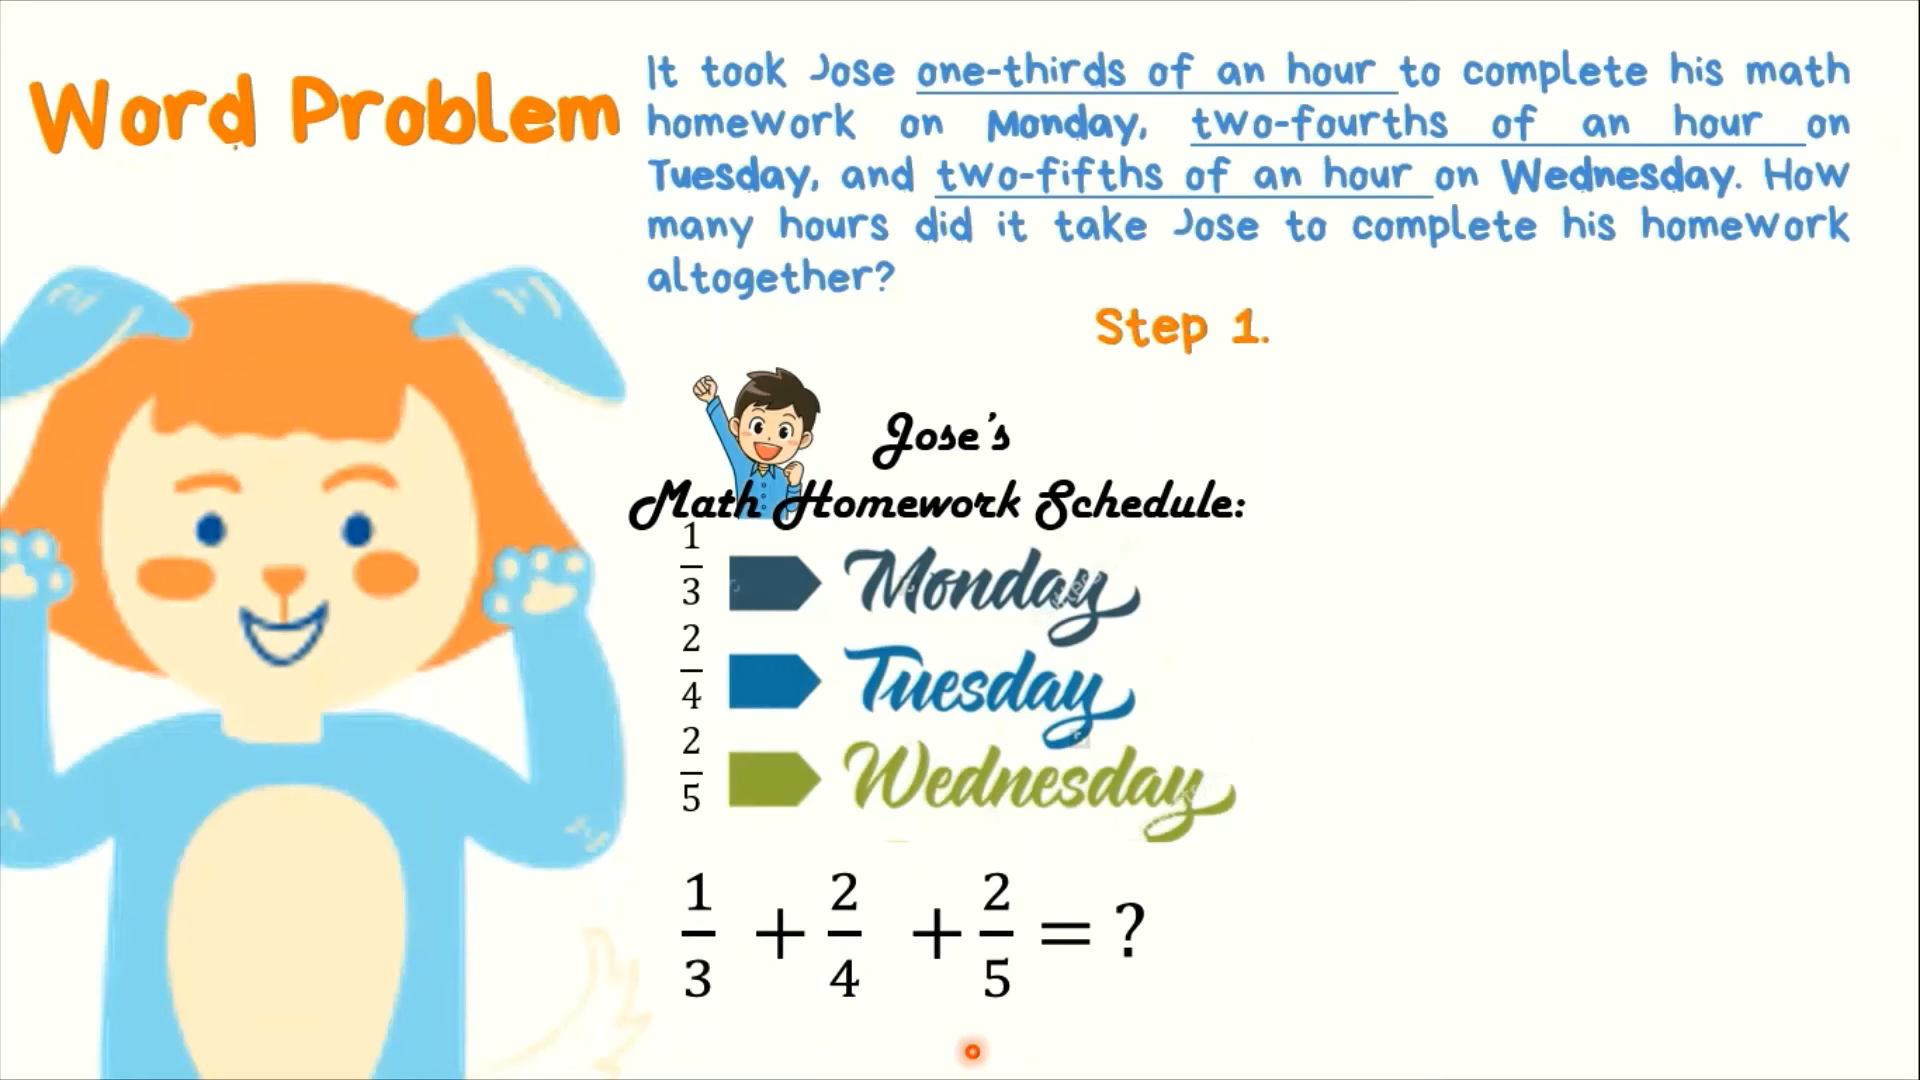 Word Problem
It took Jose one-thirds of an hour to complete his math
homework on Monday, two-fourths of an hour on
Tuesday, and two-fifths of an hour on Wednesday. How
many hours did it take Jose to complete his homework
altogether?
Step 1.
Jose's
Math Homework Schedule:
1/3 Monday
2/4 Tuesday
2/5 Wednesday
1/3 + 2/4 + 2/5 = ?